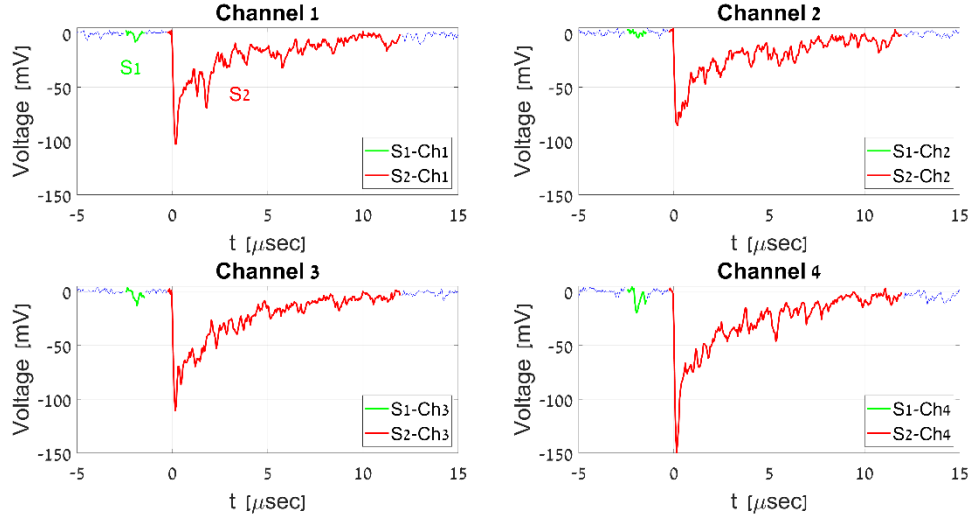 Channel 1
Voltage [mV]
0
-50
-100
-150
S1
S2
S1-Ch1
S2-Ch1
-5 0 5 10 15
t [μsec]
Channel 2
Voltage [mV]
0
-50
-100
-150
S1-Ch2
S2-Ch2
-5 0 5 10 15
t [μsec]
Channel 3
Voltage [mV]
0
-50
-100
-150
S1-Ch3
S2-Ch3
-5 0 5 10 15
t [μsec]
Channel 4
Voltage [mV]
0
-50
-100
-150
S1-Ch4
S2-Ch4
-5 0 5 10 15
t [μsec]